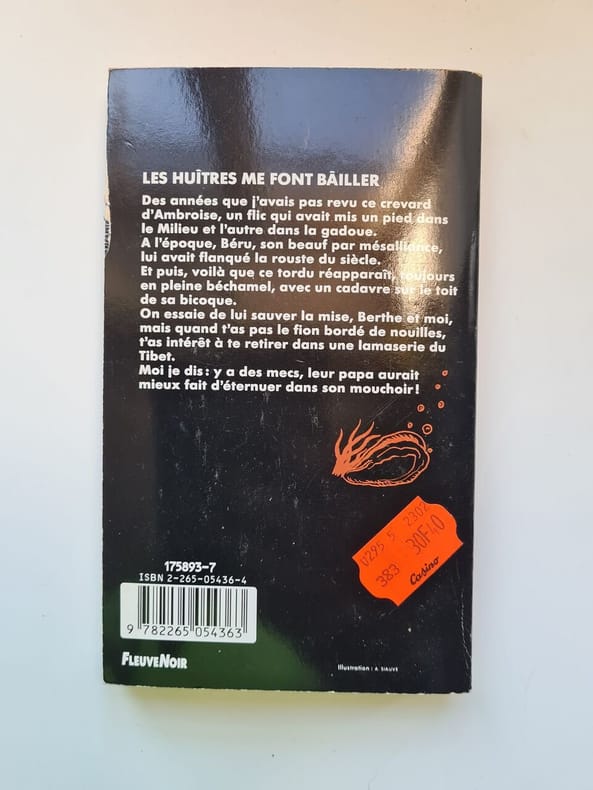 LES HUÎTRES ME FONT BÂILLER
Des années que j'avais pas revu ce crevard
d'Ambroise, un flic qui avait mis un pied dans
le Milieu et l'autre dans la gadoue.
A l'époque, Béru, son beauf par mésalliance,
lui avait flanqué la rouste du siècle.
Et puis, voilà que ce tordu réapparaît, toujours
en pleine béchamel, avec un cadavre sur le toit
de sa bicoque.
On essaie de lui sauver la mise, Berthe et moi,
mais quand t'as pas le fion bordé de nouilles,
t'as intérêt à te retirer dans une lamaserie du
Tibet.
Moi je dis : y a des mecs, leur papa aurait
mieux fait d'éternuer dans son mouchoir !
0295 5 2302
383 30F40
Casino
175893-7
ISBN 2-265-05436-4
9 782265 054363
FLEUVE NOIR
Illustration : A. SIAUVE